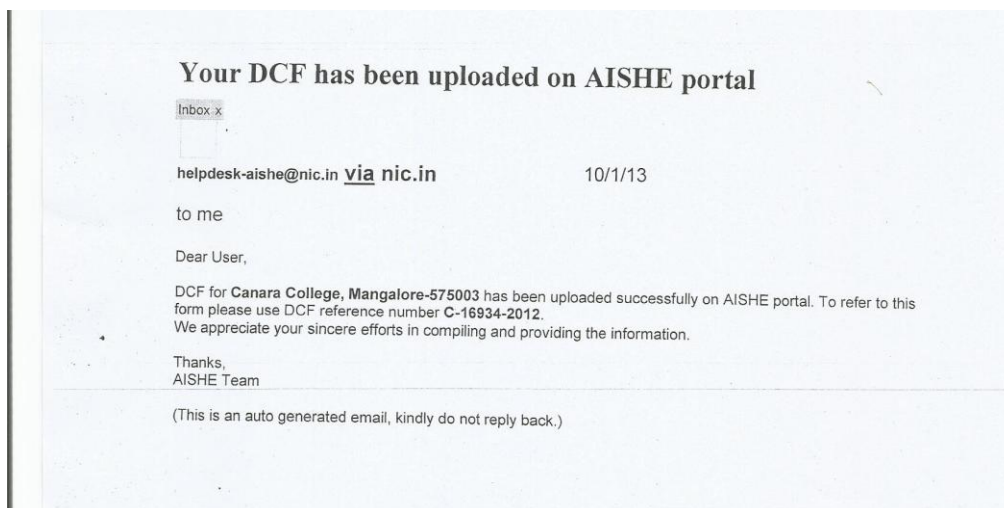 Your DCF has been uploaded on AISHE portal
Inbox x
helpdesk-aishe@nic.in via nic.in 10/1/13
to me
Dear User,
DCF for Canara College, Mangalore-575003 has been uploaded successfully on AISHE portal. To refer to this
form please use DCF reference number C-16934-2012.
We appreciate your sincere efforts in compiling and providing the information.
Thanks,
AISHE Team
(This is an auto generated email, kindly do not reply back.)